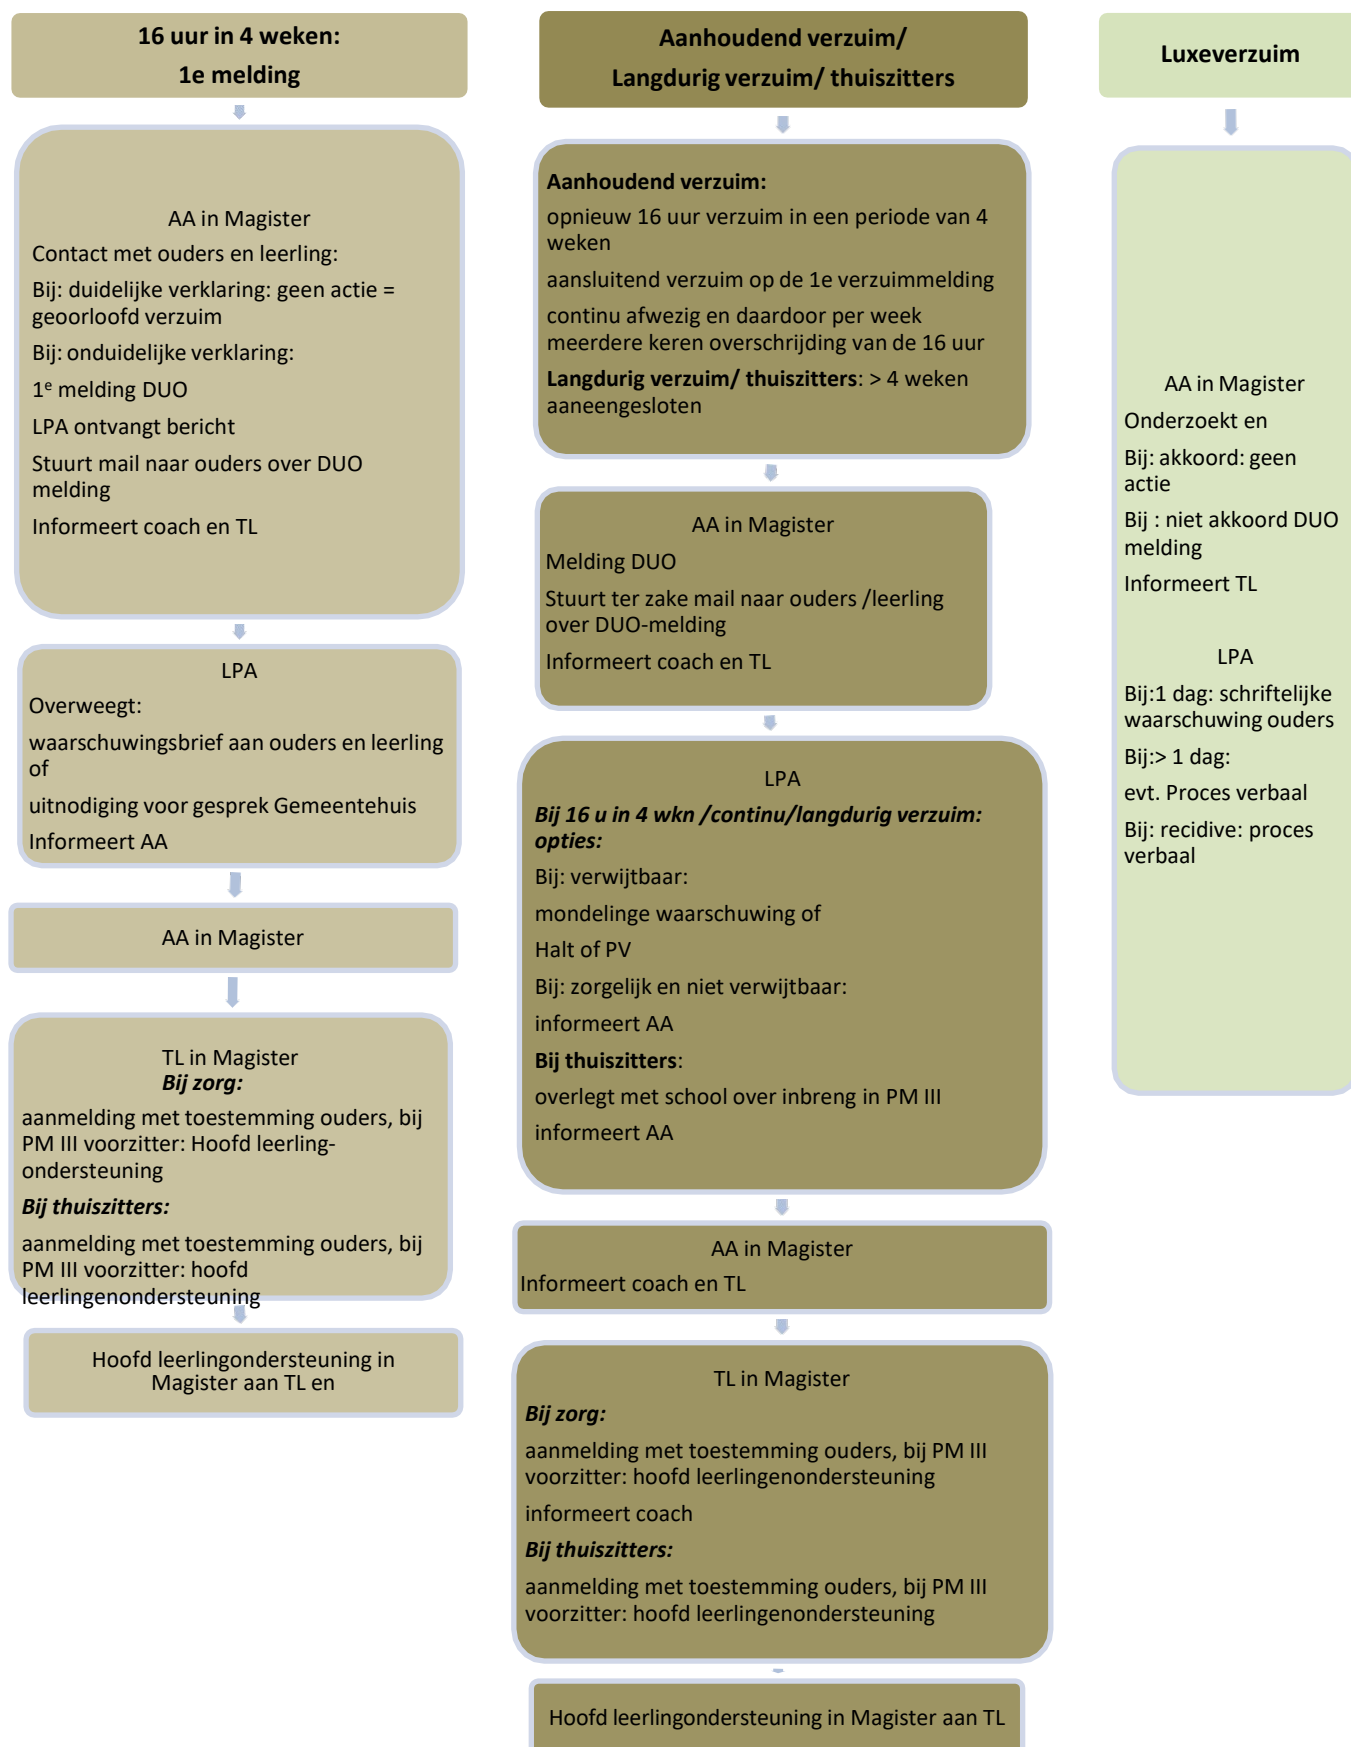 16 uur in 4 weken:
1e melding
AA in Magister
Contact met ouders en leerling:
Bij: duidelijke verklaring: geen actie =
geoorloofd verzuim
Bij: onduidelijke verklaring:
1e melding DUO
LPA ontvangt bericht
Stuurt mail naar ouders over DUO
melding
Informeert coach en TL
LPA
Overweegt:
waarschuwingsbrief aan ouders en leerling
of
uitnodiging voor gesprek Gemeentehuis
Informeert AA
AA in Magister
TL in Magister
Bij zorg:
aanmelding met toestemming ouders, bij
PM III voorzitter: Hoofd leerling-
ondersteuning
Bij thuiszitters:
aanmelding met toestemming ouders, bij
PM III voorzitter: hoofd
leerlingenondersteuning
Hoofd leerlingondersteuning in
Magister aan TL en
Aanhoudend verzuim/
Langdurig verzuim/ thuiszitters
Aanhoudend verzuim:
opnieuw 16 uur verzuim in een periode van 4
weken
aansluitend verzuim op de 1e verzuimmelding
continu afwezig en daardoor per week
meerdere keren overschrijding van de 16 uur
Langdurig verzuim/ thuiszitters: > 4 weken
aaneengesloten
AA in Magister
Melding DUO
Stuurt ter zake mail naar ouders /leerling
over DUO-melding
Informeert coach en TL
LPA
Bij 16 u in 4 wkn /continu/langdurig verzuim:
opties:
Bij: verwijtbaar:
mondelinge waarschuwing of
Halt of PV
Bij: zorgelijk en niet verwijtbaar:
informeert AA
Bij thuiszitters:
overlegt met school over inbreng in PM III
informeert AA
AA in Magister
Informeert coach en TL
TL in Magister
Bij zorg:
aanmelding met toestemming ouders, bij PM III
voorzitter: hoofd leerlingenondersteuning
informeert coach
Bij thuiszitters:
aanmelding met toestemming ouders, bij PM III
voorzitter: hoofd leerlingenondersteuning
Hoofd leerlingondersteuning in Magister aan TL
Luxeverzuim
AA in Magister
Onderzoekt en
Bij: akkoord: geen
actie
Bij : niet akkoord DUO
melding
Informeert TL
LPA
Bij:1 dag: schriftelijke
waarschuwing ouders
Bij:> 1 dag:
evt. Proces verbaal
Bij: recidive: proces
verbaal